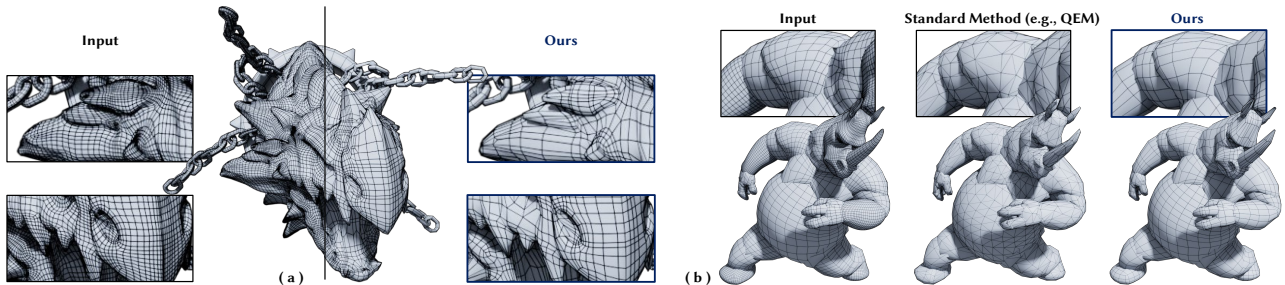 Input
Ours
( a )
Input
Standard Method (e.g., QEM)
Ours
( b )